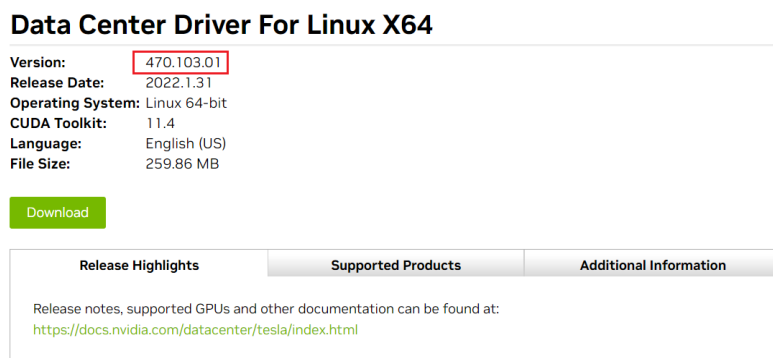 Data Center Driver For Linux X64
Version: 470.103.01
Release Date: 2022.1.31
Operating System: Linux 64-bit
CUDA Toolkit: 11.4
Language: English (US)
File Size: 259.86 MB
Download
Release Highlights Supported Products Additional Information
Release notes, supported GPUs and other documentation can be found at:
https://docs.nvidia.com/datacenter/tesla/index.html